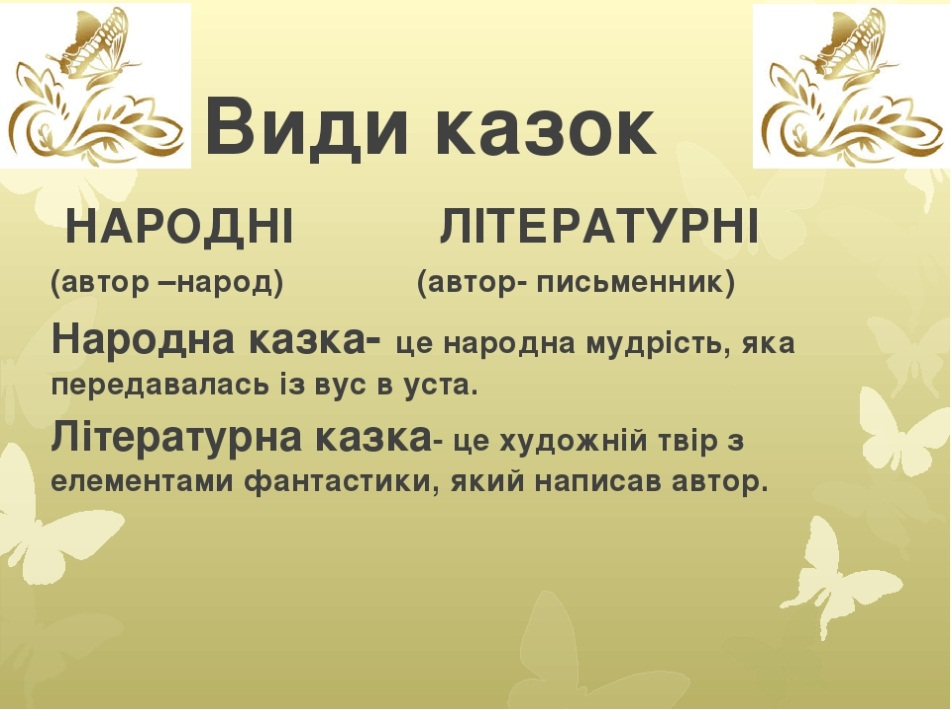 Види казок
НАРОДНІ ЛІТЕРАТУРНІ
(автор –народ) (автор- письменник)
Народна казка- це народна мудрість, яка
передавалась із вус в уста.
Літературна казка- це художній твір з
елементами фантастики, який написав автор.